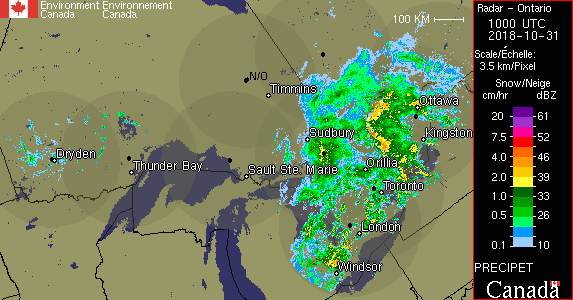 Environment Environnement
Canada Canada
100 KM
Radar - Ontario
1000 UTC
2018-10-31
Scale/Échelle:
3.5 km/Pixel
Snow/Neige
cm/hr dBZ
20 61
7.5 52
4.0 46
2.0 39
1.0 33
0.5 26
0.1 10
PRECIPET
Canada
N/O
Timmins
Ottawa
Sudbury
Kingston
Dryden
Thunder Bay
Sault Ste. Marie
Orillia
Toronto
London
Windsor